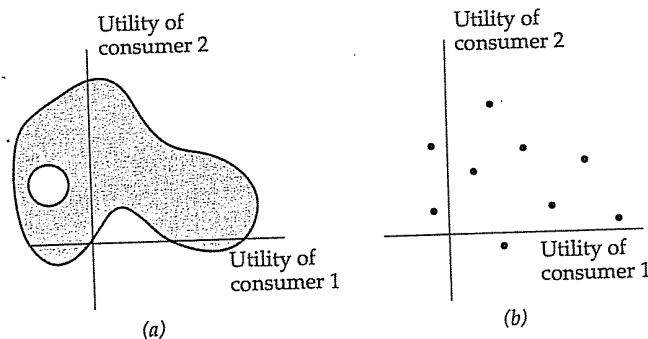 Utility of
consumer 2
Utility of
consumer 1
(a)
Utility of
consumer 2
Utility of
consumer 1
(b)